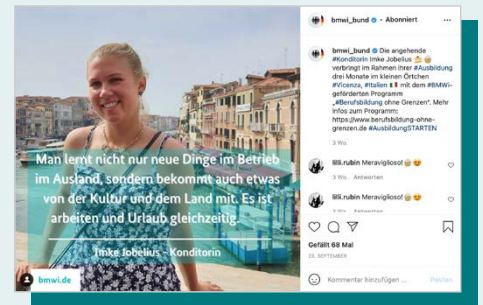 bmwi_bund • Abonniert
bmwi_bund Die angehende
#Konditorin Imke Jobelius
verbringt im Rahmen ihrer #Ausbildung
drei Monate im kleinen Örtchen
#Vicenza, #Italien mit dem #BMWi-
geförderten Programm
„#Berufsbildung ohne Grenzen“. Mehr
Infos zum Programm:
https://www.berufsbildung-ohne-
grenzen.de #AusbildungSTARTEN
3 Wo.
lilli.rubin Meraviglioso!
3 Wo. Antworten
lilli.rubin Meravigliosa!
3 Wo. Antworten
Gefällt 68 Mal
23. SEPTEMBER
Kommentar hinzufügen ...
Posten
Man lernt nicht nur neue Dinge im Betrieb
im Ausland, sondern bekommt auch etwas
von der Kultur und dem Land mit. Es ist
arbeiten und Urlaub gleichzeitig.
Imke Jobelius – Konditorin
bmwi.de